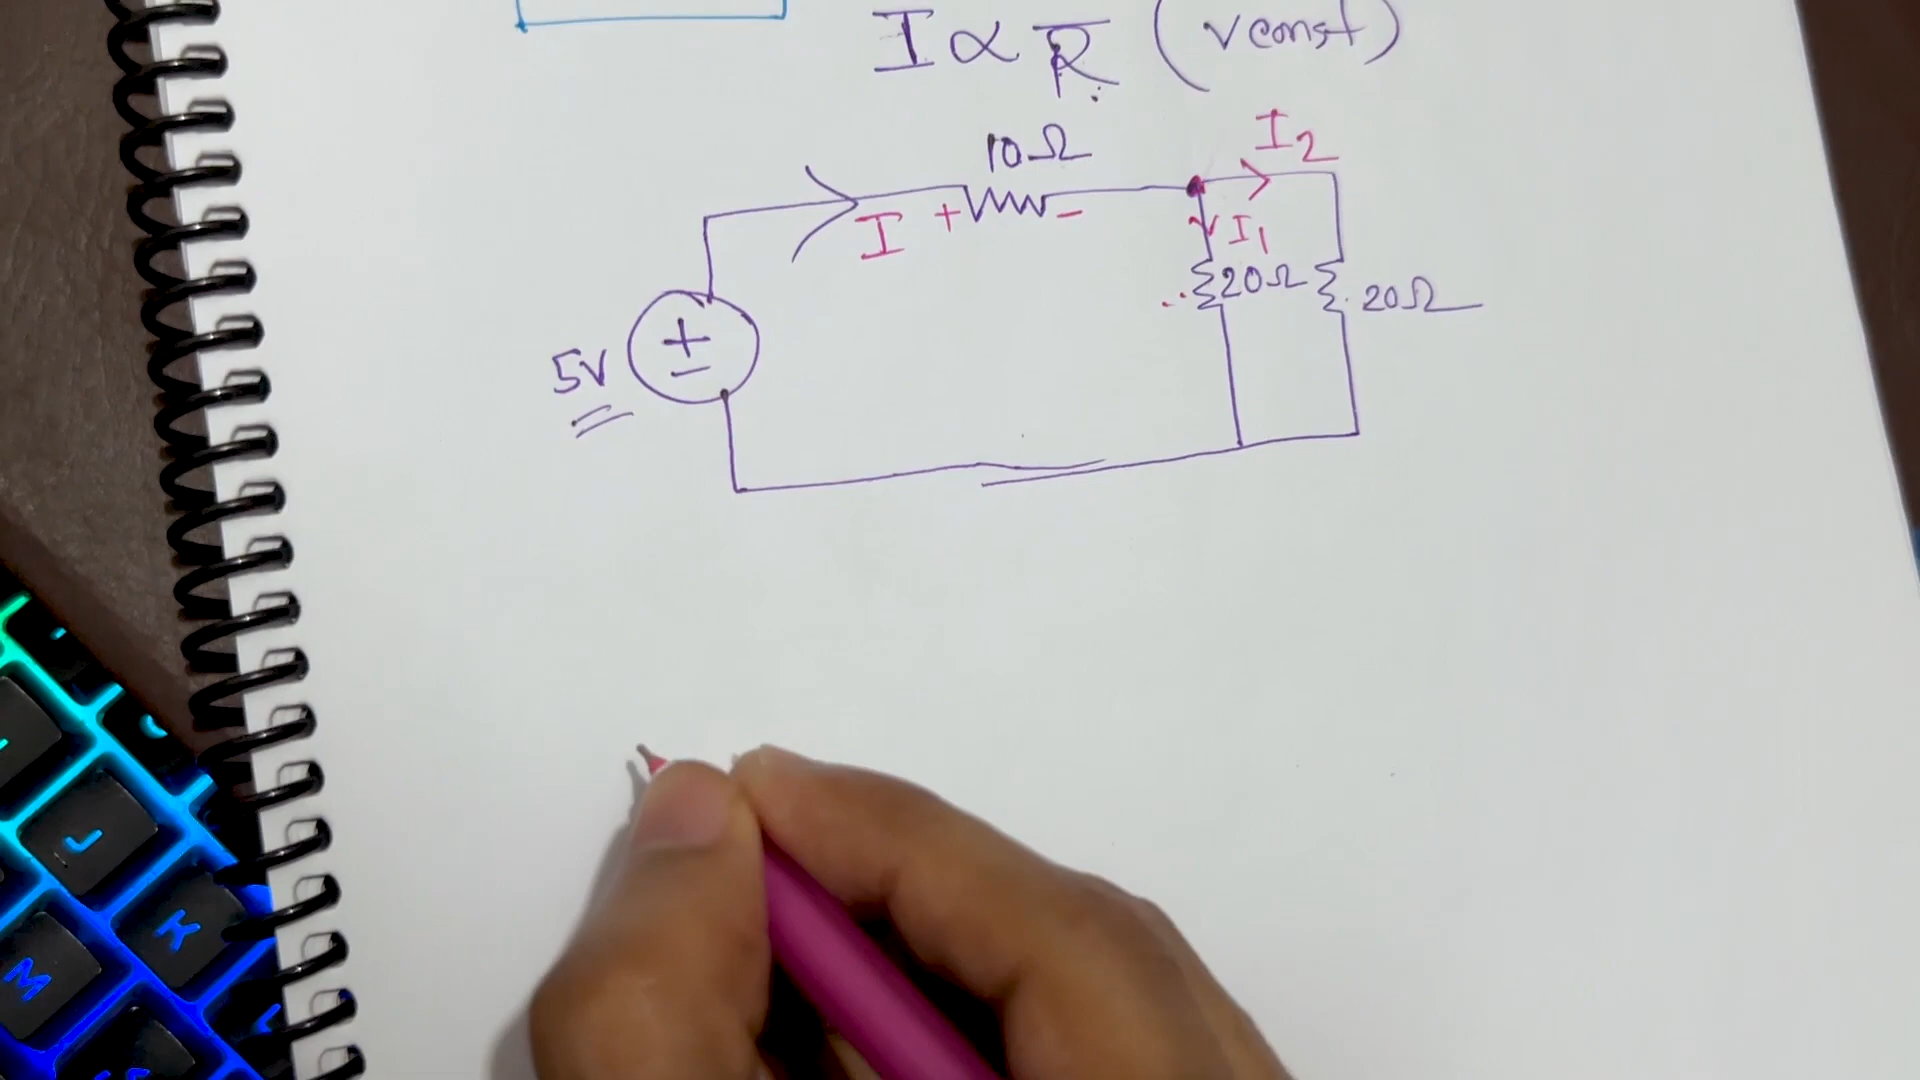 I ∝ R (v const)
10Ω
I2
I + -
I1
20Ω
20Ω
5V
+
-
J
K
M